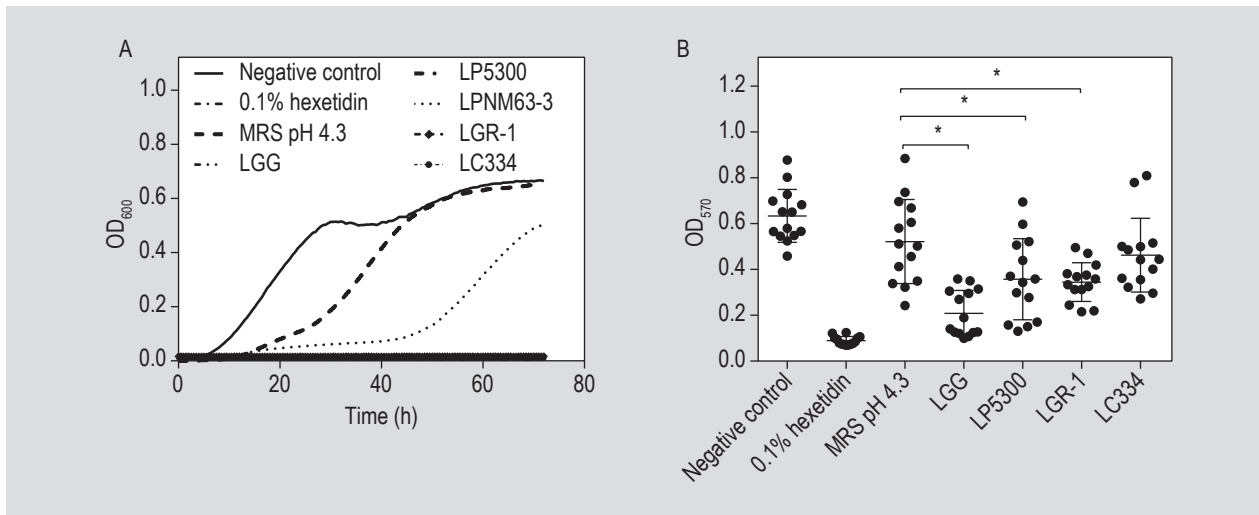 A
Negative control
0.1% hexetidin
MRS pH 4.3
LGG
LP5300
LPNM63-3
LGR-1
LC334
1.0
0.8
0.6
0.4
0.2
0.0
OD600
0 20 40 60 80
Time (h)
B
* 
*
*
1.2
1.0
0.8
0.6
0.4
0.2
0.0
OD570
Negative control
0.1% hexetidin
MRS pH 4.3
LGG
LP5300
LGR-1
LC334